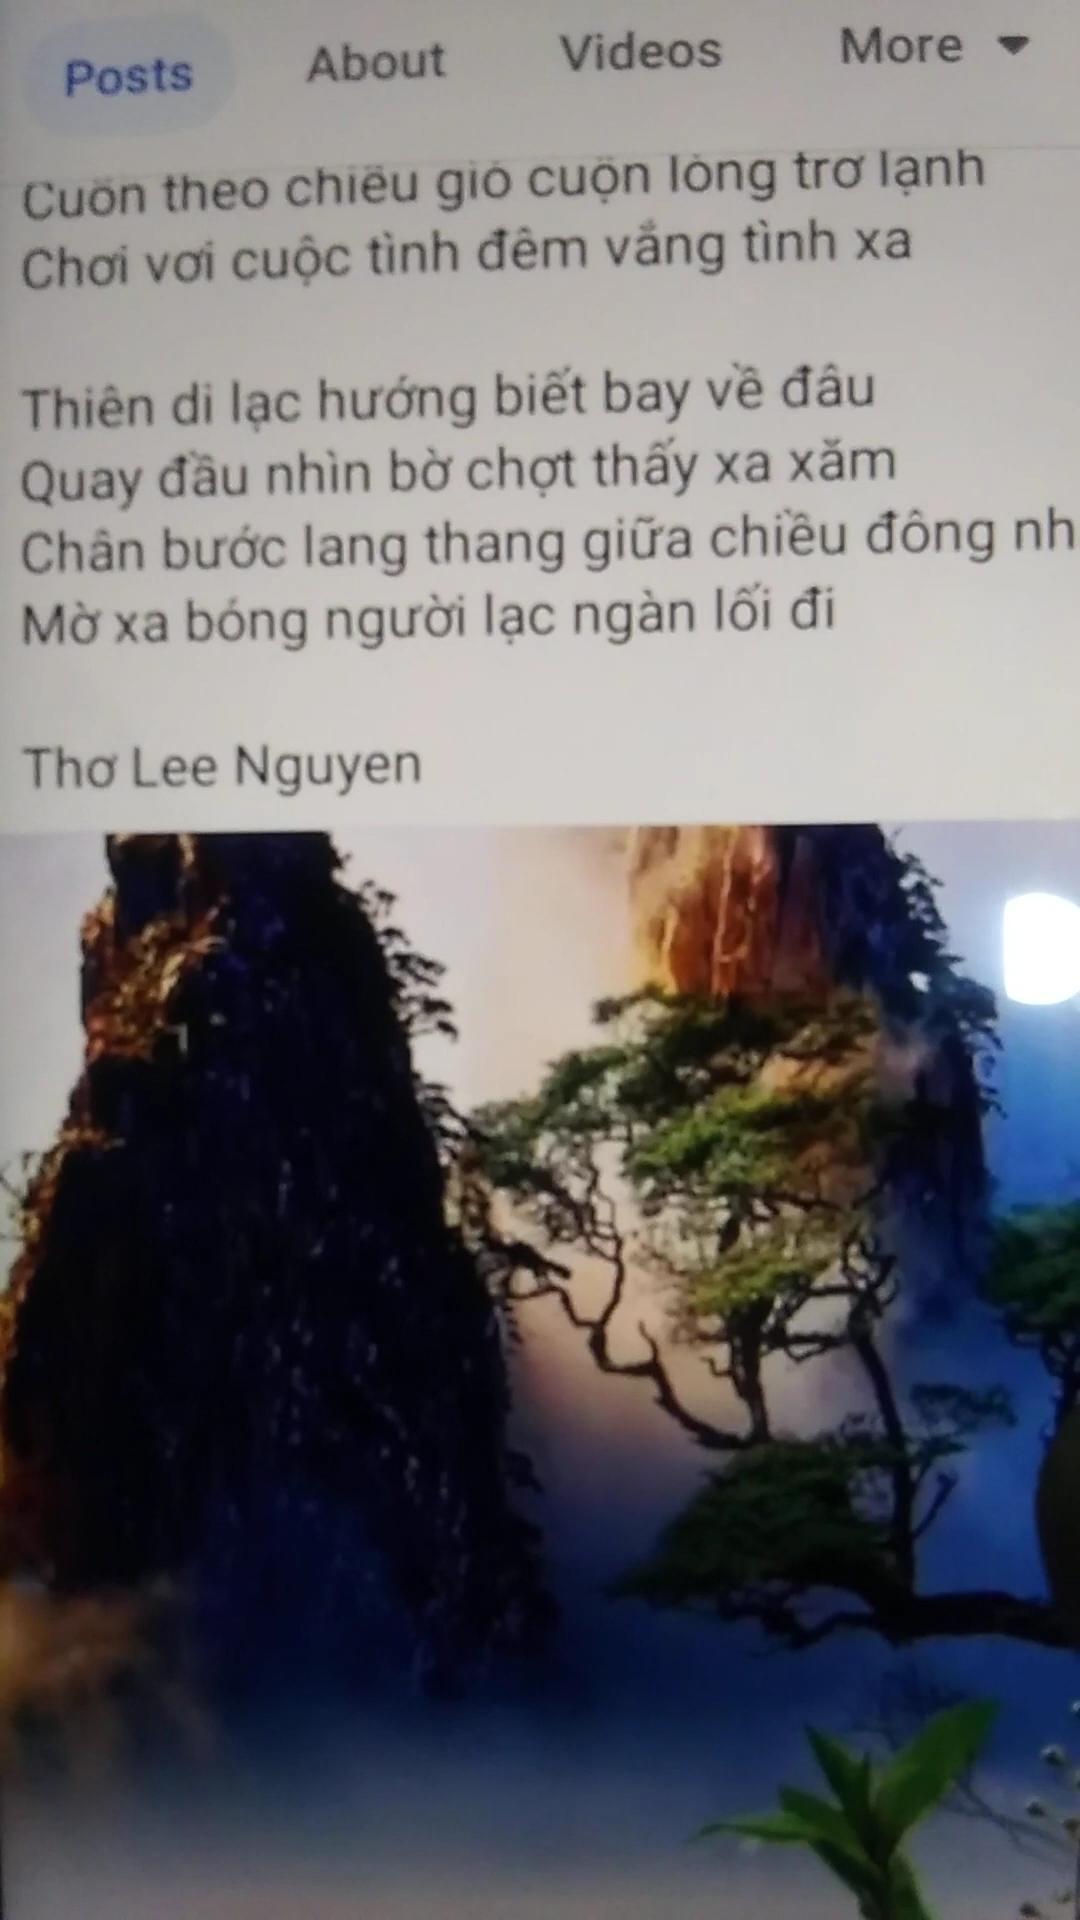 Posts About Videos More
Cuốn theo chiều gió cuộn lòng trơ lạnh
Chơi vơi cuộc tình đêm vắng tình xa
Thiên di lạc hướng biết bay về đâu
Quay đầu nhìn bờ chợt thấy xa xăm
Chân bước lang thang giữa chiều đông nh
Mờ xa bóng người lạc ngàn lối đi
Thơ Lee Nguyen